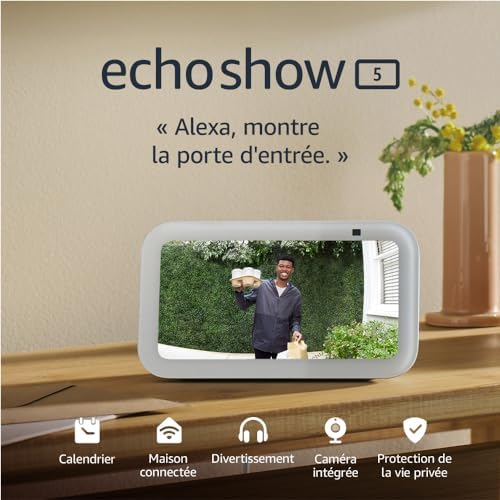 echo show 5
« Alexa, montre
la porte d'entrée. »
Calendrier
Maison
connectée
Divertissement
Caméra
intégrée
Protection de
la vie privée